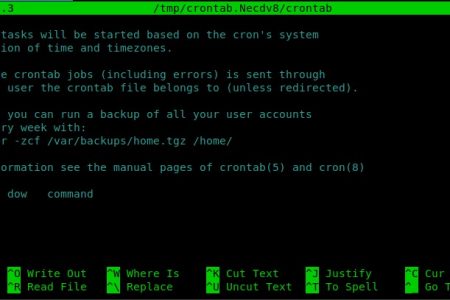 .3 /tmp/crontab.Necdv8/crontab
tasks will be started based on the cron's system
ion of time and timezones.
e crontab jobs (including errors) is sent through
user the crontab file belongs to (unless redirected).
you can run a backup of all your user accounts
ry week with:
r -zcf /var/backups/home.tgz /home/
ormation see the manual pages of crontab(5) and cron(8)
dow command
^O Write Out ^W Where Is ^K Cut Text ^J Justify ^C Cur
^R Read File ^\ Replace ^U Uncut Text ^T To Spell ^ Go T